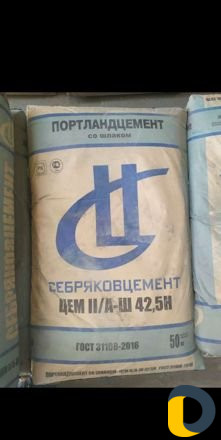 ПОРТЛАНДЦЕМЕНТ
СО ШЛАКОМ
СЕБРЯКОВЦЕМЕНТ
ЦЕМ II/А-Ш 42,5Н
ГОСТ 31108-2016
50